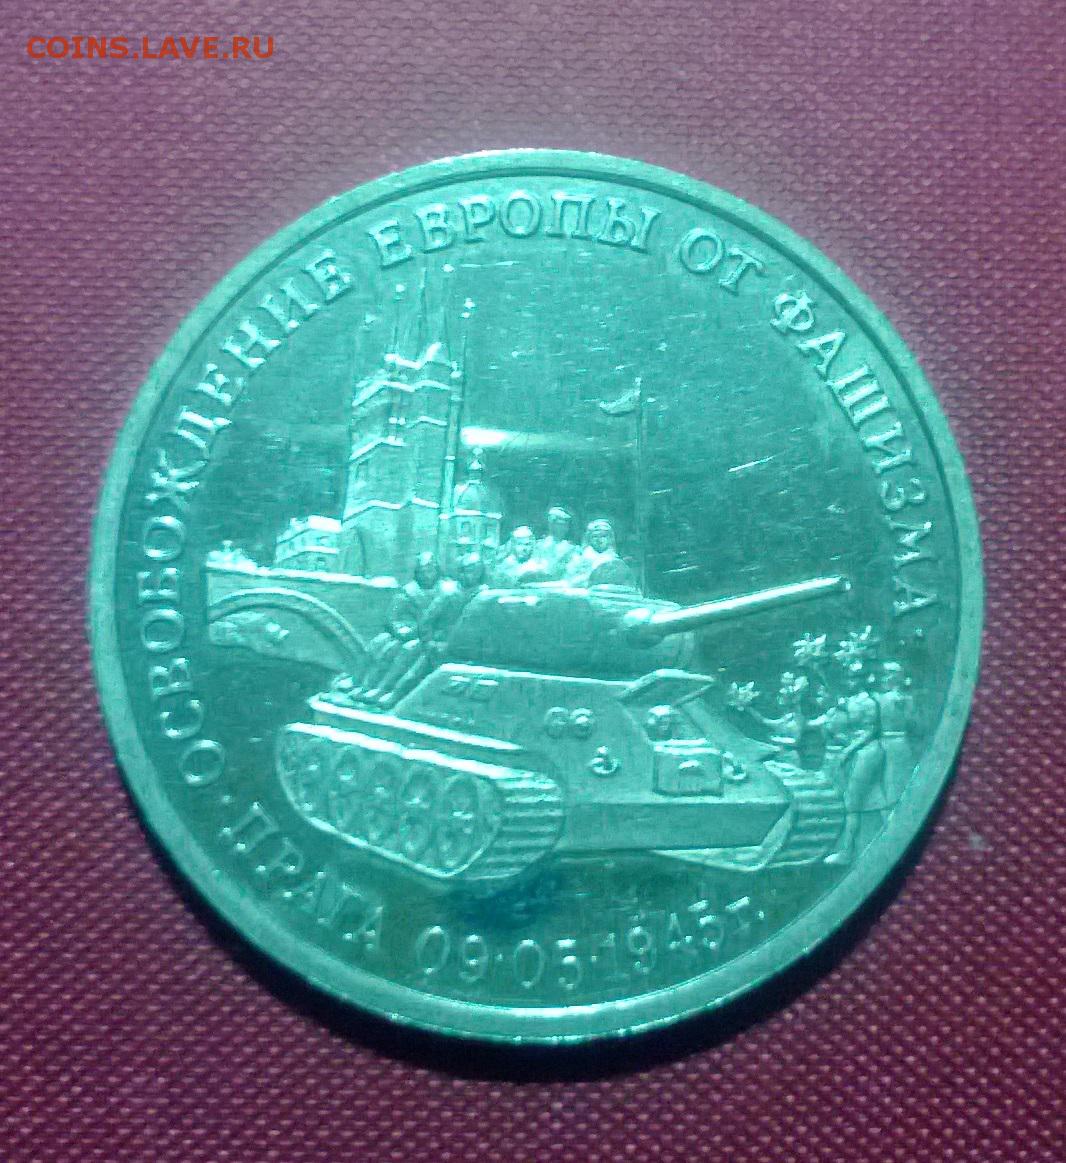 COINS.LAVE.RU
ОСВОБОЖДЕНИЕ ЕВРОПЫ ОТ ФАШИЗМА
· ПРАГА 09·05·1945г.